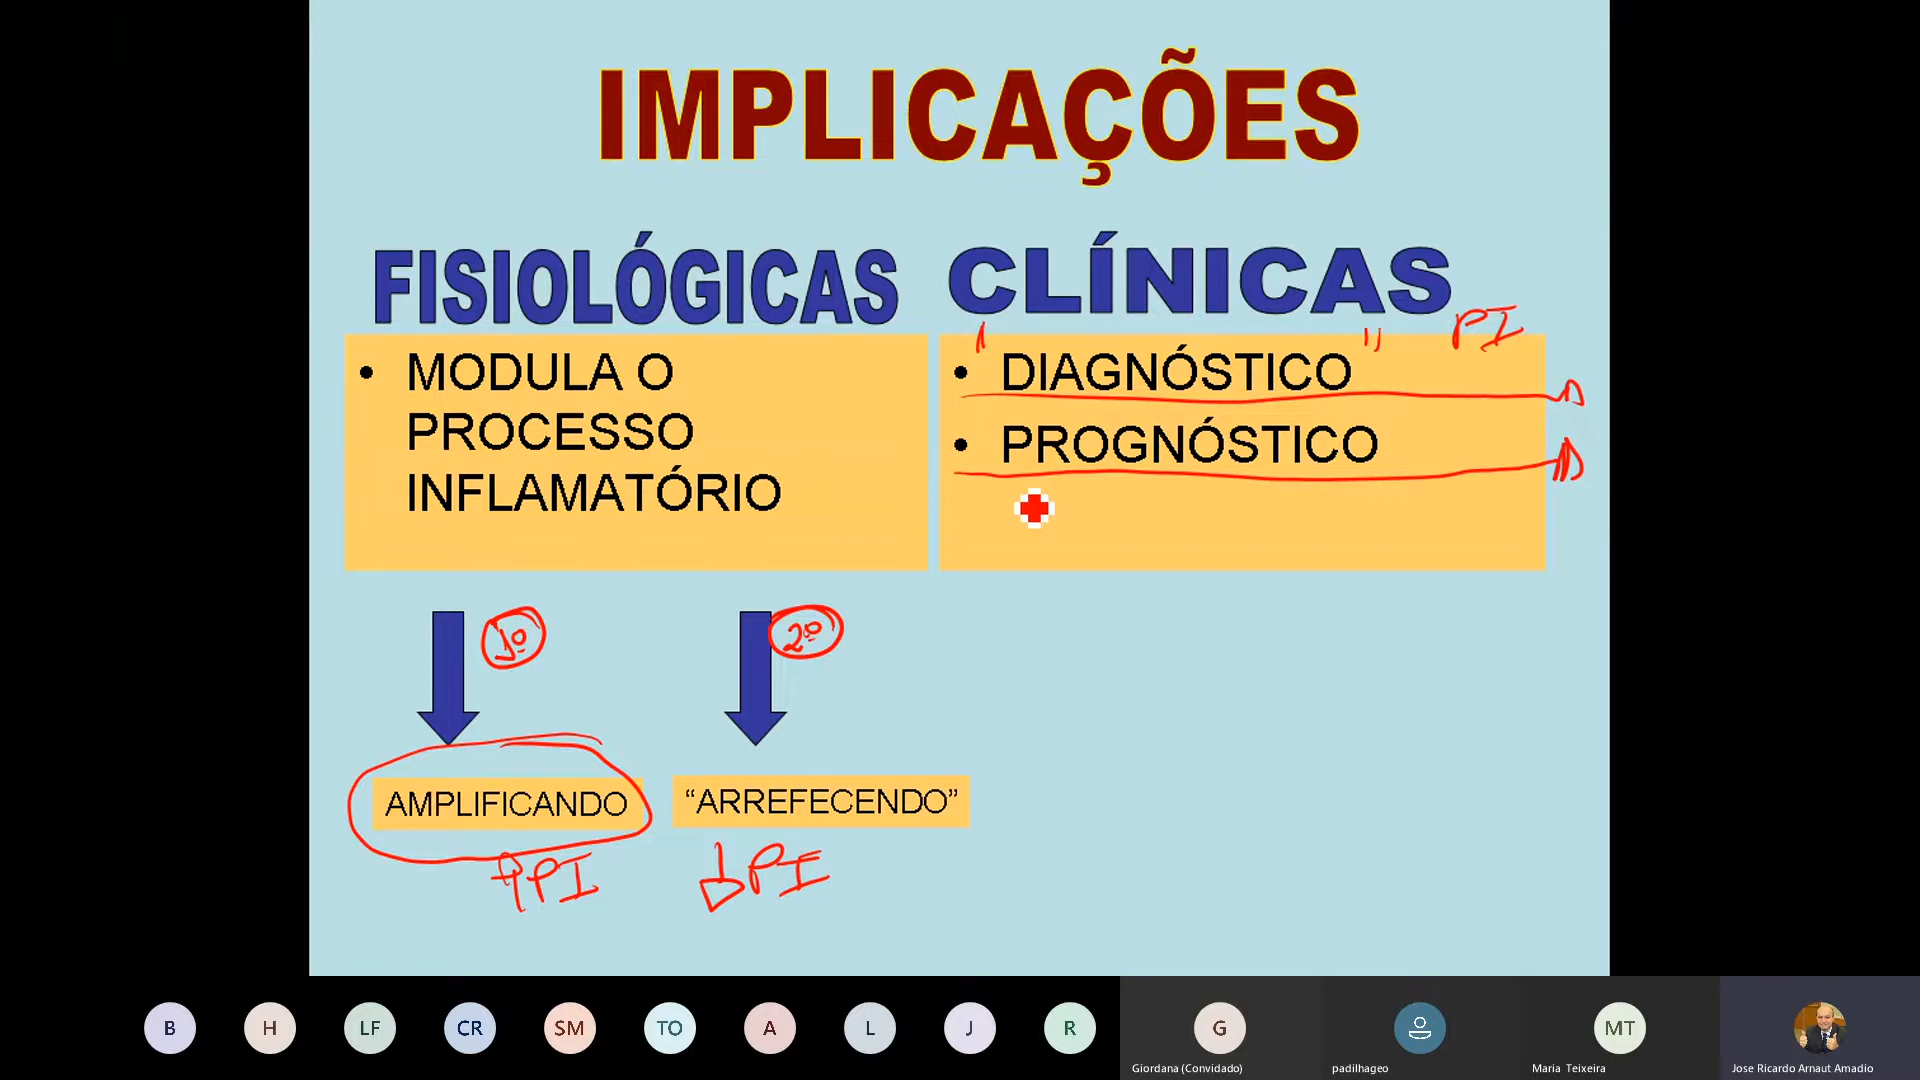 IMPLICAÇÕES
FISIOLÓGICAS
• MODULA O
PROCESSO
INFLAMATÓRIO
CLÍNICAS
" " PI
• DIAGNÓSTICO
• PROGNÓSTICO
1º
2º
AMPLIFICANDO
“ARREFECENDO”
↑PI
↓PI
B
H
LF
CR
SM
TO
A
L
J
R
G
MT
Giordana (Convidado)
padilhageo
Maria Teixeira
Jose Ricardo Arnaut Amadio